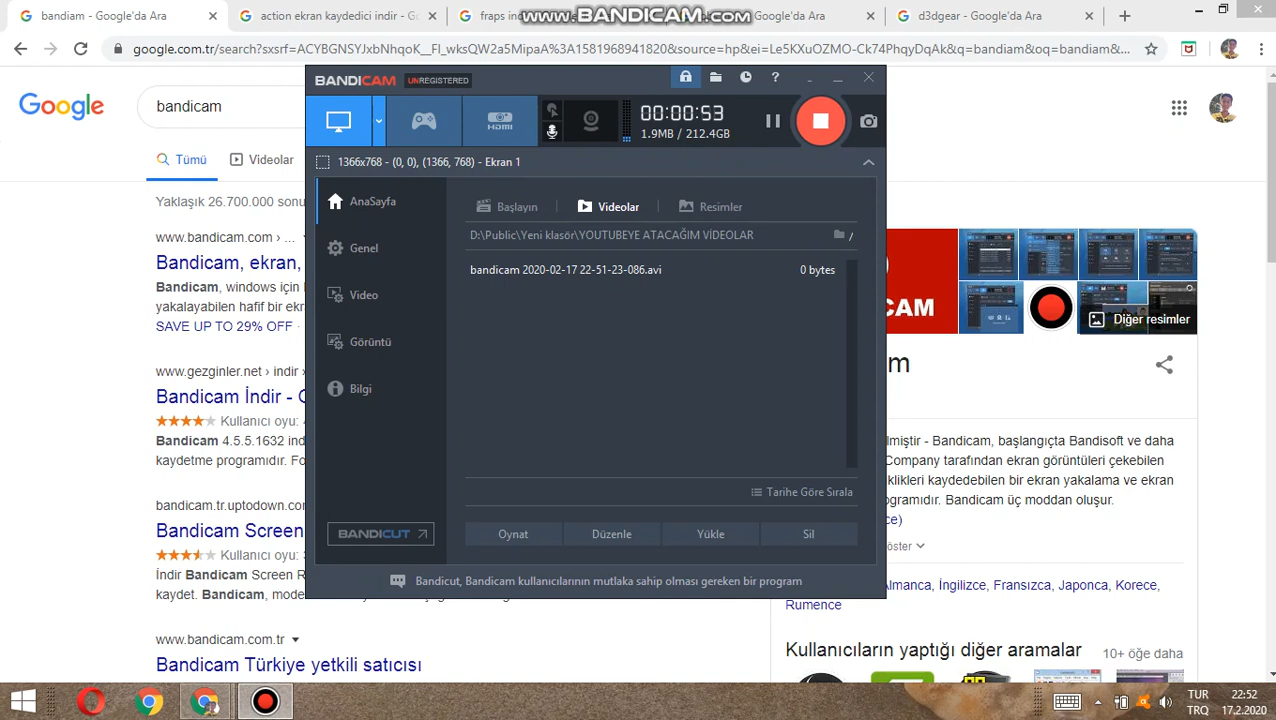 bandiam - Google'da Ara
action ekran kaydedici indir - Go
fraps in
www.BANDICAM.com
Google'da Ara
d3dgear - Google'da Ara
google.com.tr/search?sxsrf=ACYBGNSYJxbNhqoK__FI_wksQW2a5MipaA%3A1581968941820&source=hp&ei=Le5KXuOZMO-Ck74PhqyDqAk&q=bandiam&oq=bandiam&...
Google
bandicam
Tümü
Videolar
Yaklaşık 26.700.000 sonu
www.bandicam.com › ...
Bandicam, ekran,
Bandicam, windows için
yakalayabilen hafif bir ekr
SAVE UP TO 29% OFF ·
www.gezginler.net › indir
Bandicam İndir - G
Kullanıcı oyu:
Bandicam 4.5.5.1632 ind
kaydetme programıdır. Fo
bandicam.tr.uptodown.com
Bandicam Screen
Kullanıcı oyu:
İndir Bandicam Screen R
kaydet. Bandicam, mode
www.bandicam.com.tr
Bandicam Türkiye yetkili satıcısı
BANDICAM UNREGISTERED
HDMI
00:00:53
1.9MB / 212.4GB
1366x768 - (0, 0), (1366, 768) - Ekran 1
AnaSayfa
Genel
Video
Görüntü
Bilgi
BANDICUT
Başlayın
Videolar
Resimler
D:\Public\Yeni klasör\YOUTUBEYE ATACAĞIM VİDEOLAR
/
bandicam 2020-02-17 22-51-23-086.avi
0 bytes
Tarihe Göre Sırala
Oynat
Düzenle
Yükle
Sil
Bandicut, Bandicam kullanıcılarının mutlaka sahip olması gereken bir program
CAM
Diğer resimler
m
lmiştir - Bandicam, başlangıçta Bandisoft ve daha
Company tarafından ekran görüntüleri çekebilen
klikleri kaydedebilen bir ekran yakalama ve ekran
ogramıdır. Bandicam üç moddan oluşur.
ce)
öster
Almanca, İngilizce, Fransızca, Japonca, Korece,
Rumence
Kullanıcıların yaptığı diğer aramalar
10+ öğe daha
TUR
TRQ
22:52
17.2.2020